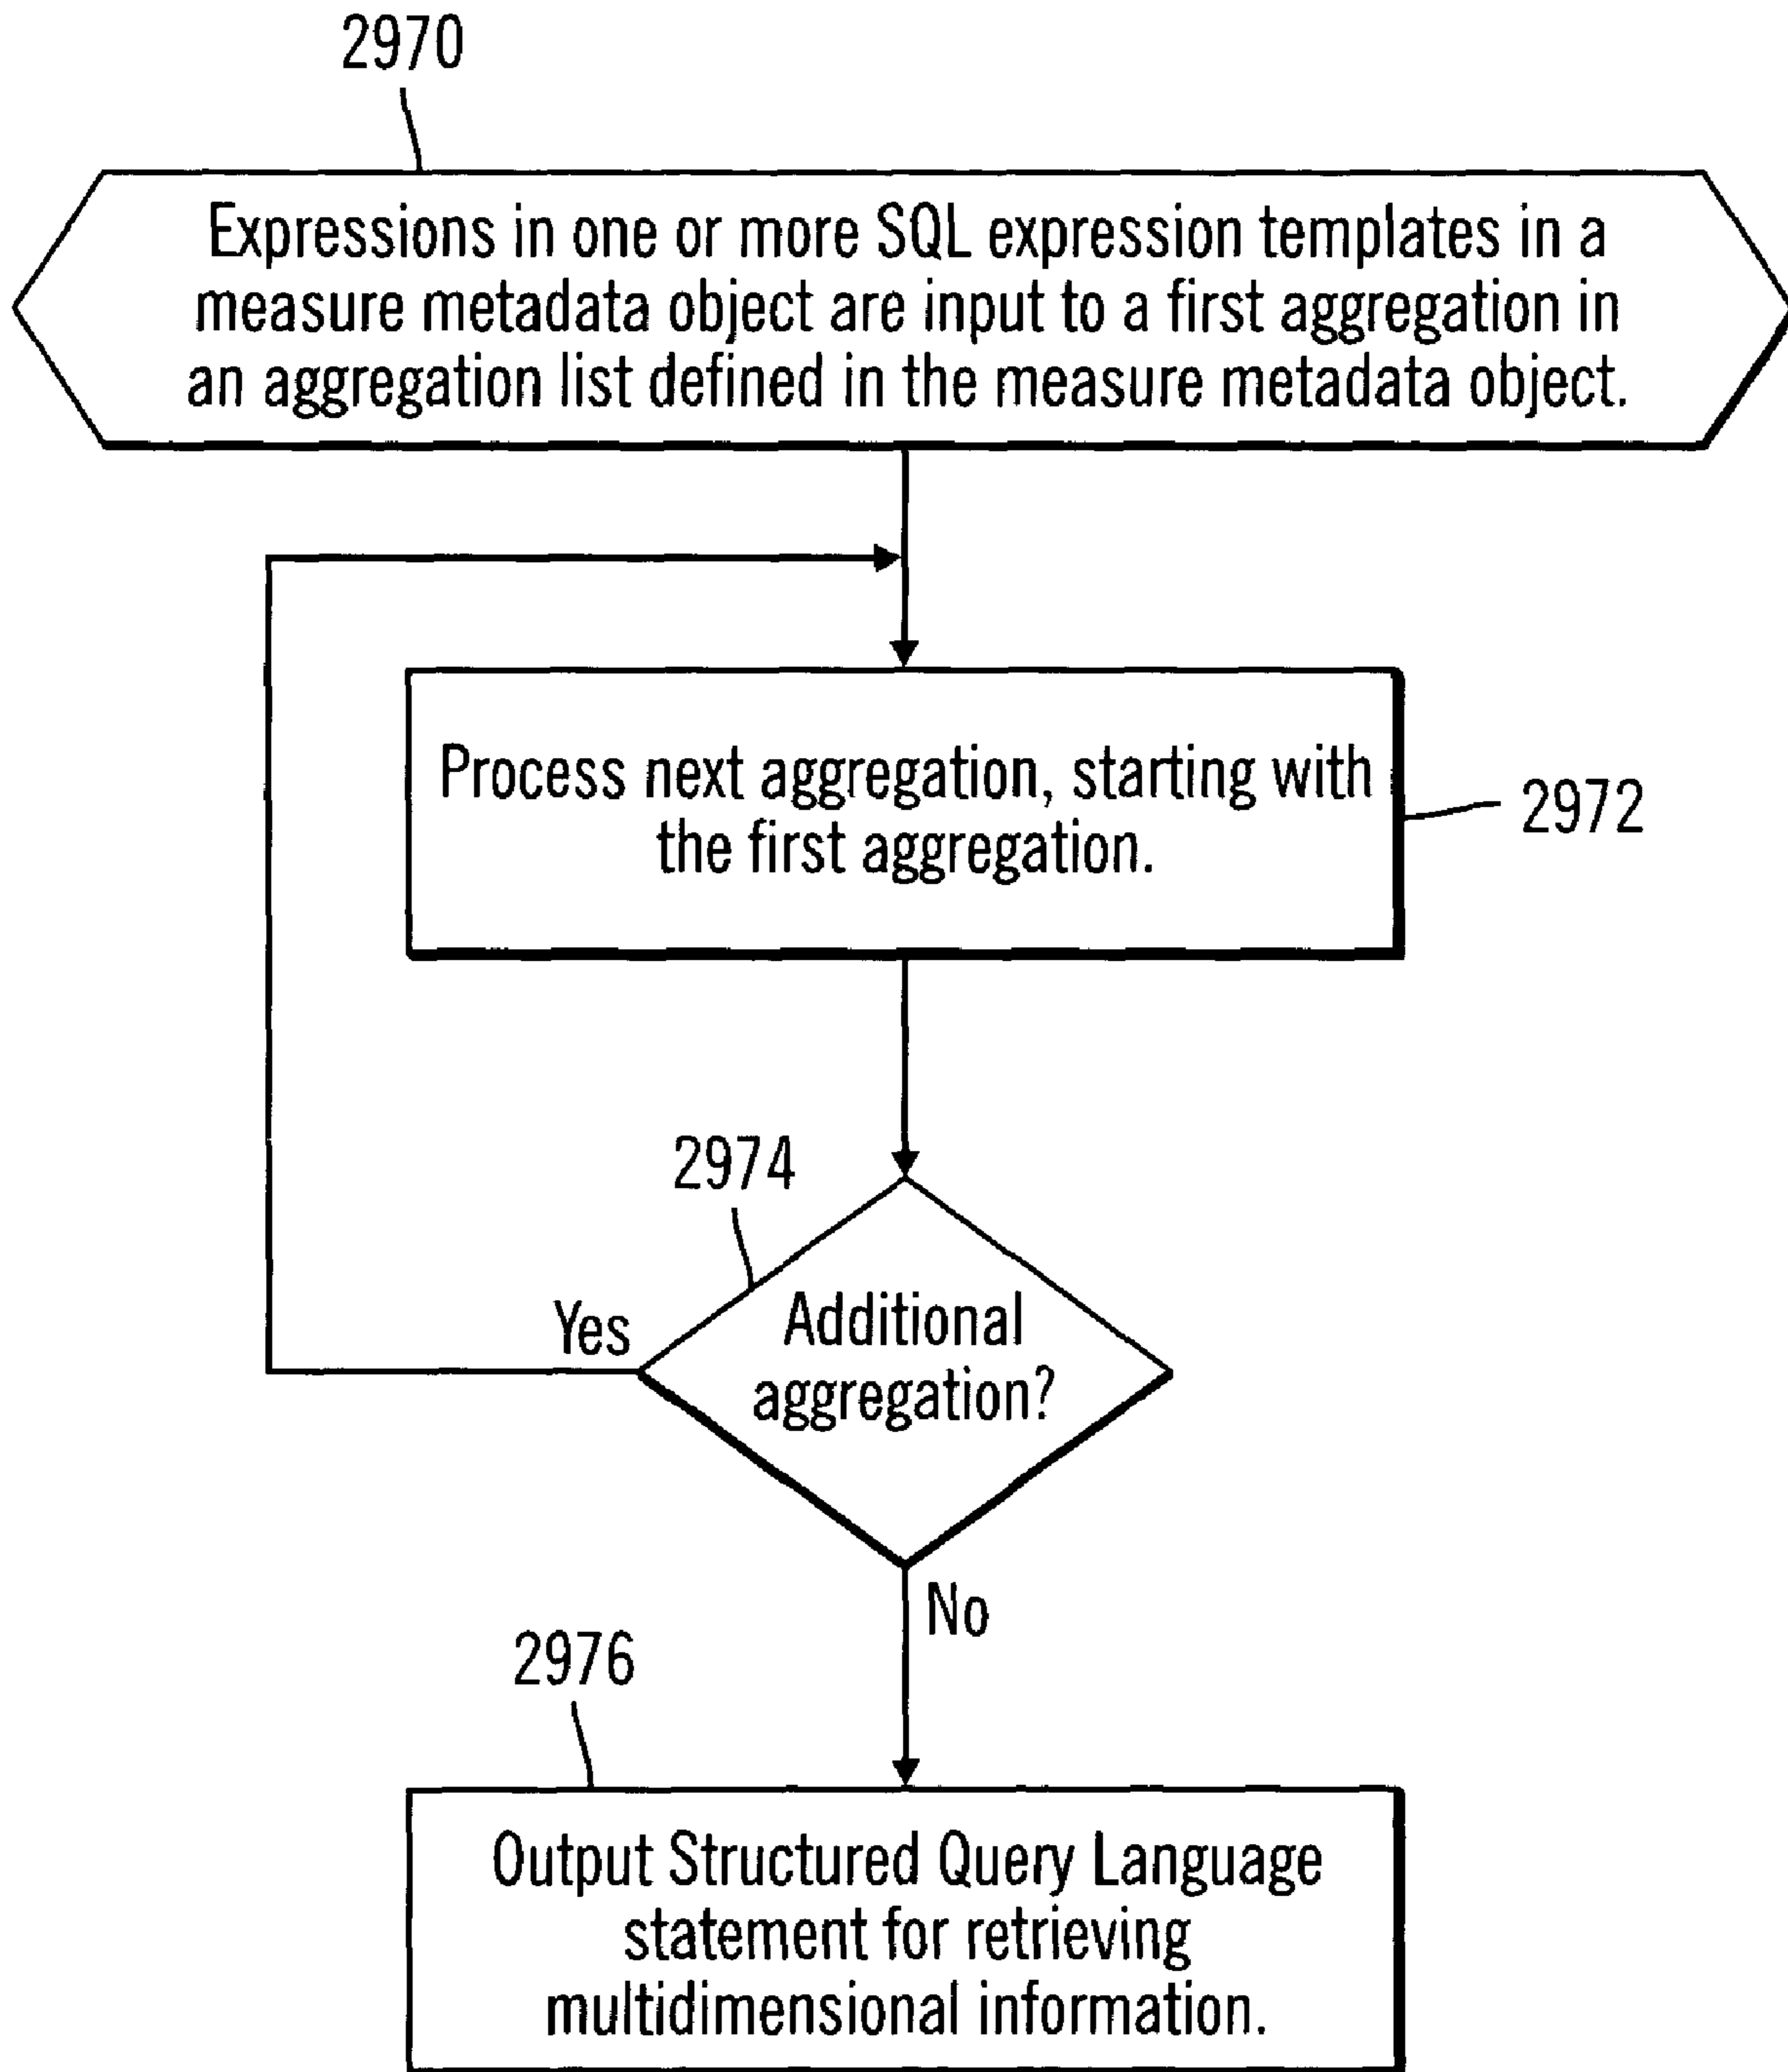 2970
Expressions in one or more SQL expression templates in a
measure metadata object are input to a first aggregation in
an aggregation list defined in the measure metadata object.
Process next aggregation, starting with
the first aggregation.
2972
2974
Yes
Additional
aggregation?
No
2976
Output Structured Query Language
statement for retrieving
multidimensional information.